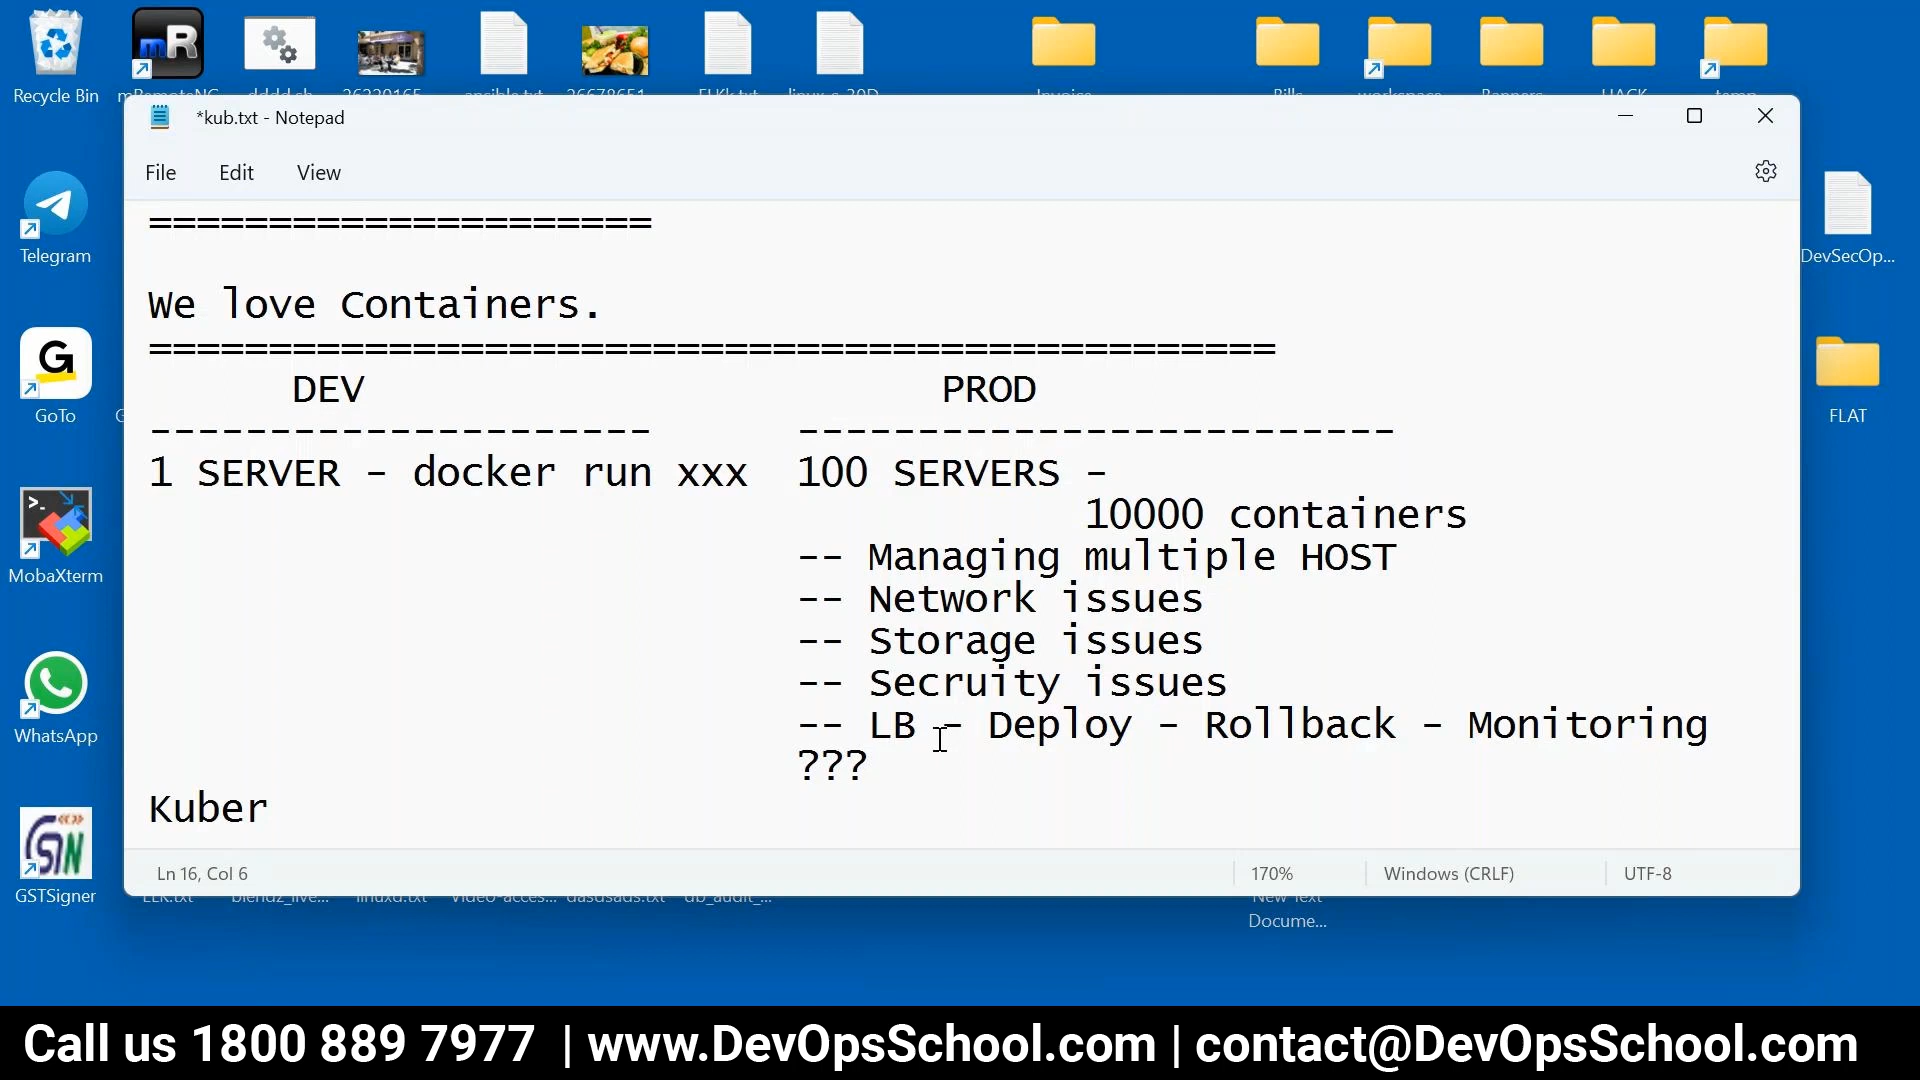 Recycle Bin
*kub.txt - Notepad
File Edit View
=====================
We love Containers.
===============================================
DEV PROD
--------------------- -------------------------
1 SERVER - docker run xxx 100 SERVERS -
10000 containers
-- Managing multiple HOST
-- Network issues
-- Storage issues
-- Secruity issues
-- LB - Deploy - Rollback - Monitoring
???
Kuber
Ln 16, Col 6 170% Windows (CRLF) UTF-8
Telegram
GoTo
MobaXterm
WhatsApp
GSTSigner
DevSecOp...
FLAT
New Text
Docume...
Call us 1800 889 7977 | www.DevOpsSchool.com | contact@DevOpsSchool.com